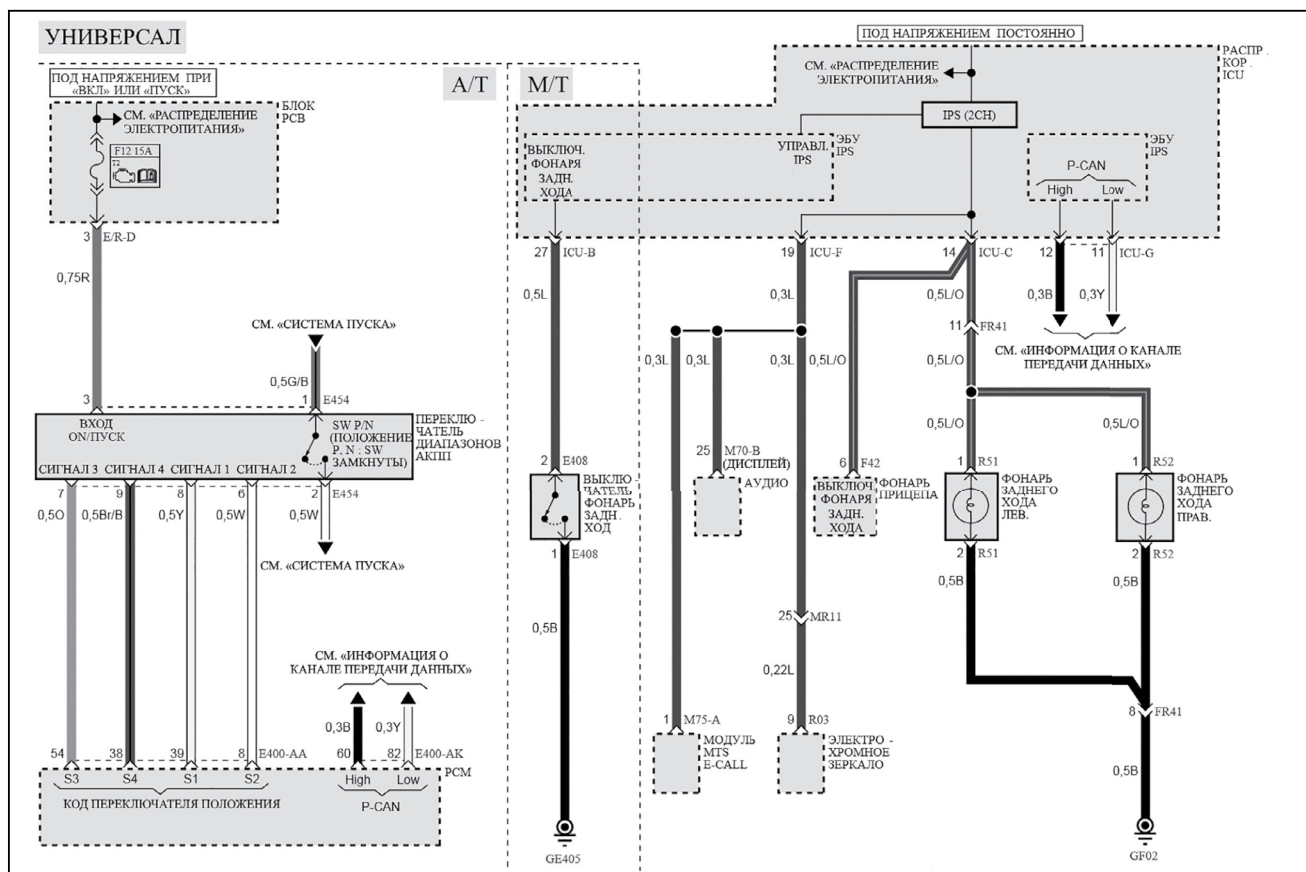 УНИВЕРСАЛ
ПОД НАПРЯЖЕНИЕМ ПРИ
«ВКЛ» ИЛИ «ПУСК»
A/T
M/T
БЛОК
PCB
СМ. «РАСПРЕДЕЛЕНИЕ
ЭЛЕКТРОПИТАНИЯ»
F12 15A
3
E/R-D
0,75R
СМ. «СИСТЕМА ПУСКА»
0,5G/B
3
1
E454
ВХОД
ON/ПУСК
SW P/N
(ПОЛОЖЕНИЕ
P, N : SW
ЗАМКНУТЫ)
ПЕРЕКЛЮ -
ЧАТЕЛЬ
ДИАПАЗОНОВ
АКПП
СИГНАЛ 3
СИГНАЛ 4
СИГНАЛ 1
СИГНАЛ 2
7
9
8
6
2
E454
0,5O
0,5Br/B
0,5Y
0,5W
0,5W
СМ. «СИСТЕМА ПУСКА»
СМ. «ИНФОРМАЦИЯ О
КАНАЛЕ ПЕРЕДАЧИ ДАННЫХ»
0,3B
0,3Y
54
38
39
8
E400-AA
60
82
E400-AK
PCM
S3
S4
S1
S2
High
Low
КОД ПЕРЕКЛЮЧАТЕЛЯ ПОЛОЖЕНИЯ
P-CAN
ПОД НАПРЯЖЕНИЕМ ПОСТОЯННО
РАСПР .
КОР .
ICU
СМ. «РАСПРЕДЕЛЕНИЕ
ЭЛЕКТРОПИТАНИЯ»
IPS (2CH)
ВЫКЛЮЧ.
ФОНАРЯ
ЗАДН.
ХОДА
УПРАВЛ.
IPS
ЭБУ
IPS
ЭБУ
IPS
P-CAN
High
Low
27
ICU-B
19
ICU-F
14
ICU-C
12
11
ICU-G
0,5L
0,3L
0,5L/O
0,3B
0,3Y
11
FR41
СМ. «ИНФОРМАЦИЯ О КАНАЛЕ
ПЕРЕДАЧИ ДАННЫХ»
0,3L
0,3L
0,3L
0,5L/O
0,5L/O
0,5L/O
0,5L/O
2
E408
25
M70-B
(ДИСПЛЕЙ)
АУДИО
6
F42
ВЫКЛЮЧ.
ФОНАРЯ
ЗАДН.
ХОДА
ФОНАРЬ
ПРИЦЕПА
1
R51
ФОНАРЬ
ЗАДНЕГО
ХОДА
ЛЕВ.
1
R52
ФОНАРЬ
ЗАДНЕГО
ХОДА
ПРАВ.
ВЫКЛЮ -
ЧАТЕЛЬ
ФОНАРЬ
ЗАДН.
ХОД
1
E408
2
R51
2
R52
0,5B
0,5B
0,5B
25
MR11
0,22L
1
M75-A
МОДУЛЬ
MTS
E-CALL
9
R03
ЭЛЕКТРО -
ХРОМНОЕ
ЗЕРКАЛО
8
FR41
0,5B
GE405
GF02